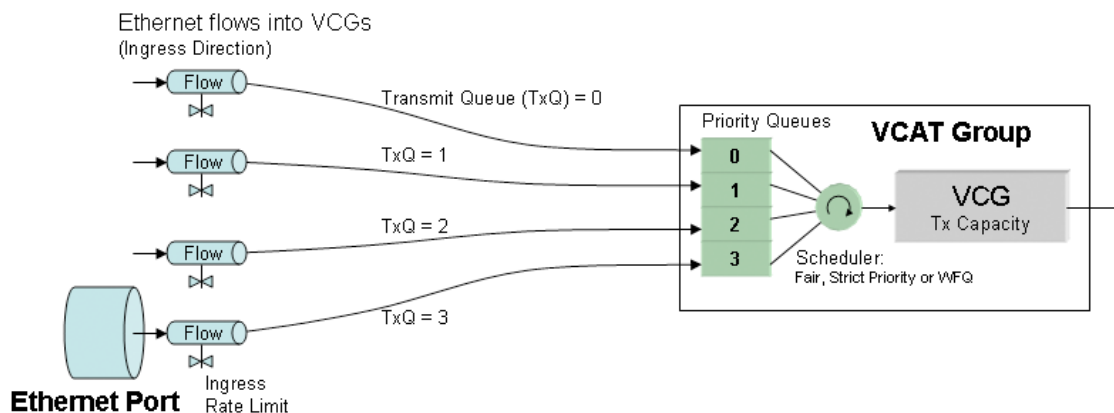 Ethernet flows into VCGs
(Ingress Direction)
Flow
Transmit Queue (TxQ) = 0
Flow
TxQ = 1
Flow
TxQ = 2
Flow
TxQ = 3
Ingress
Rate Limit
Ethernet Port
Priority Queues
VCAT Group
0
1
2
3
VCG
Tx Capacity
Scheduler:
Fair, Strict Priority or WFQ